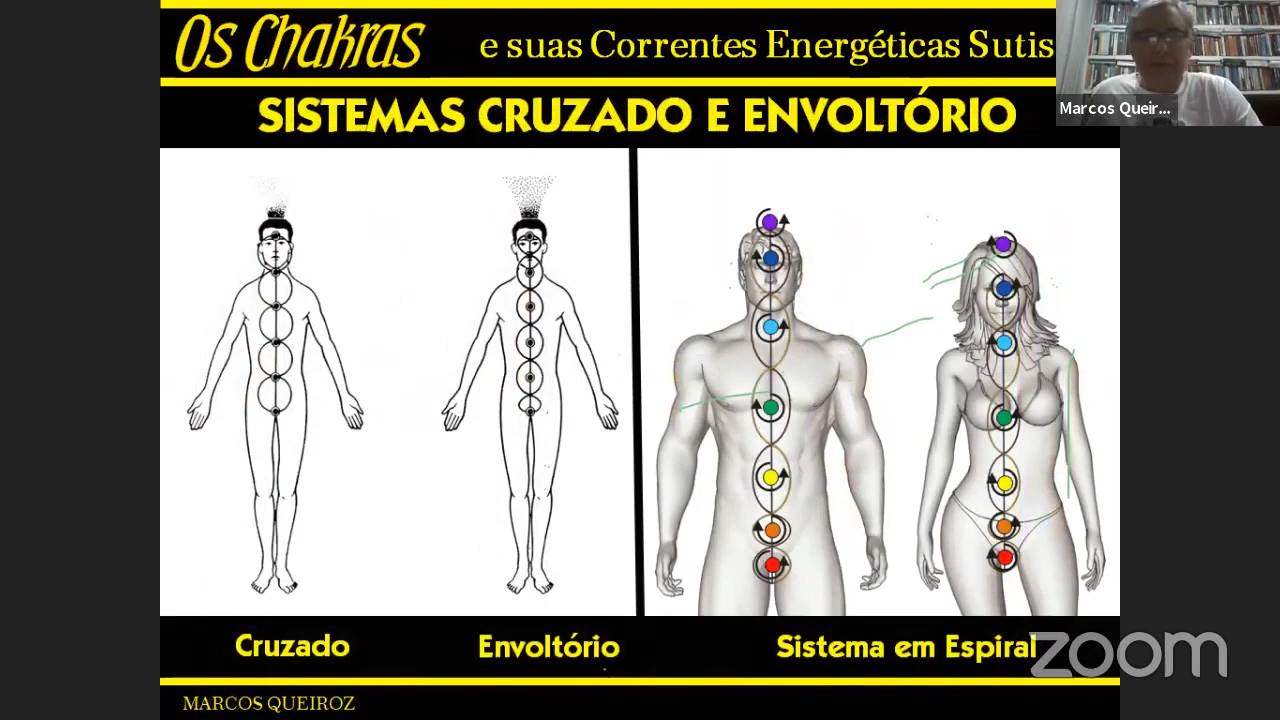 Os Chakras e suas Correntes Energéticas Sutis
Marcos Queir...
SISTEMAS CRUZADO E ENVOLTÓRIO
Cruzado
Envoltório
Sistema em Espiral
zoom
MARCOS QUEIROZ